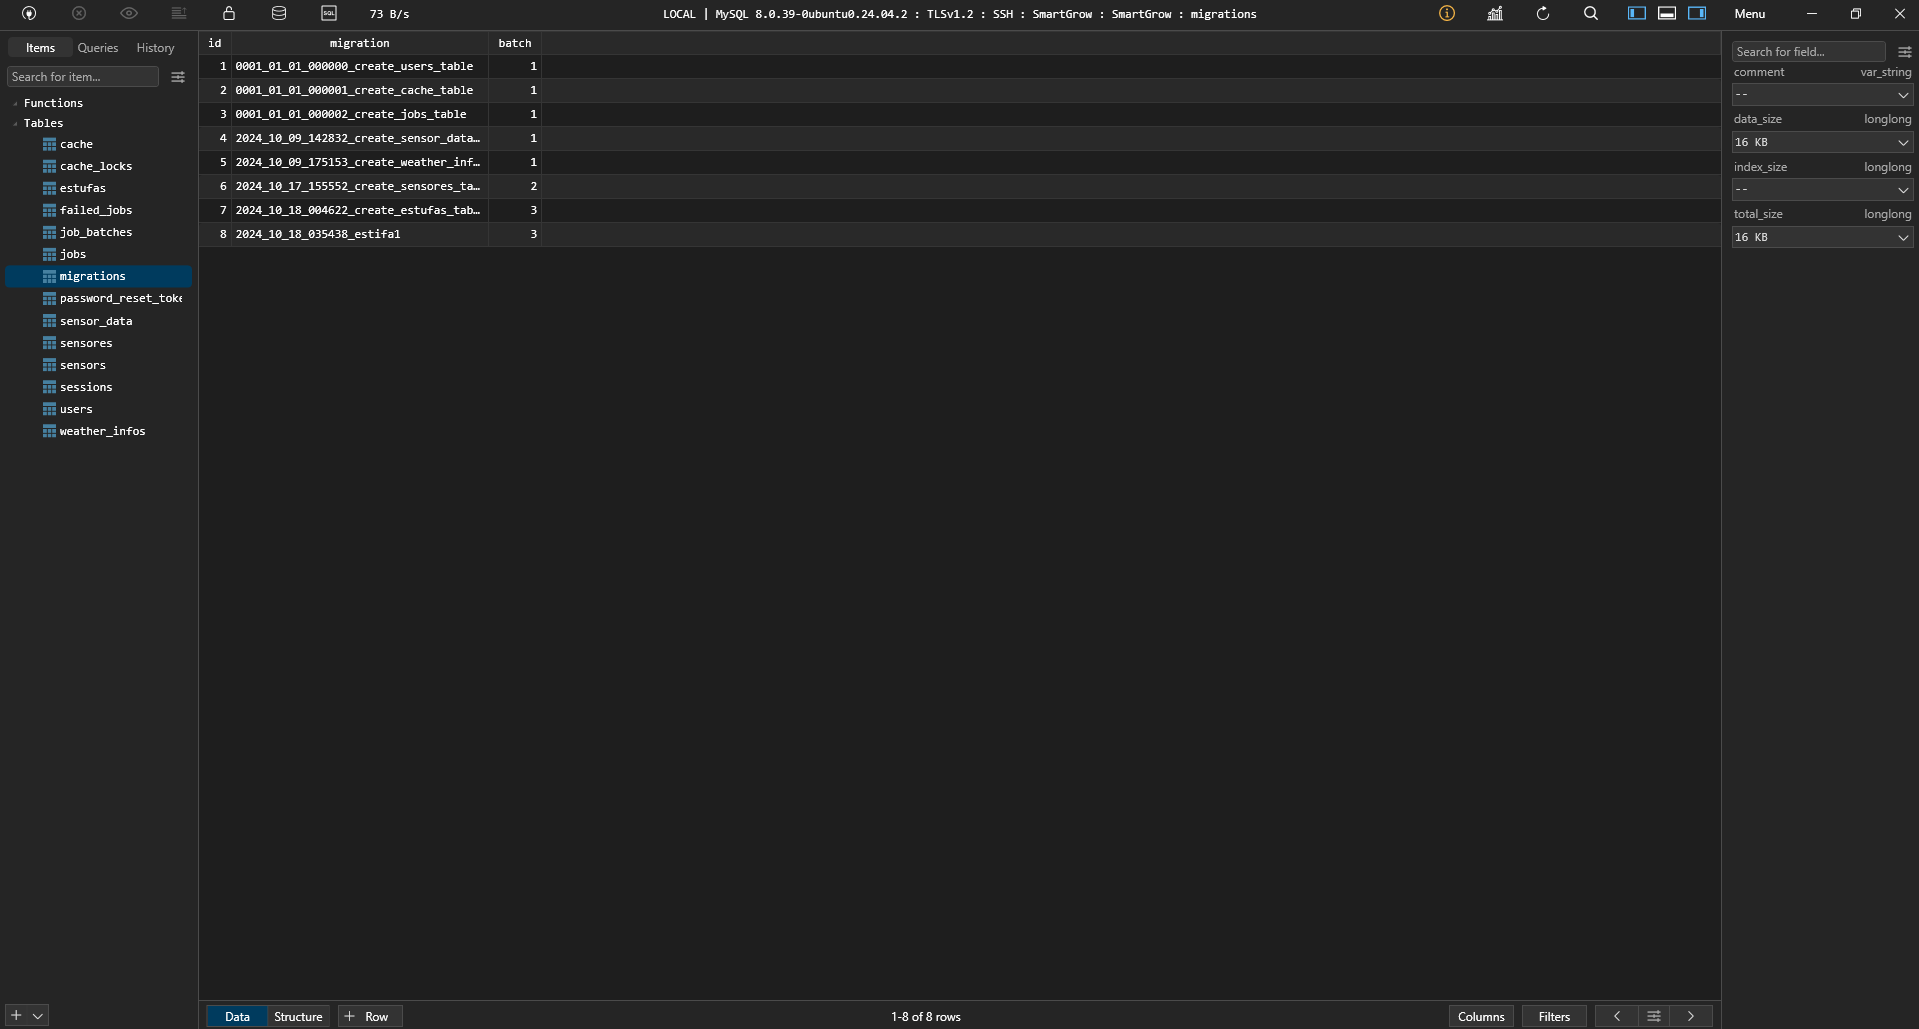 SQL
73 B/s
LOCAL | MySQL 8.0.39-0ubuntu0.24.04.2 : TLSv1.2 : SSH : SmartGrow : SmartGrow : migrations
Menu
Items Queries History
Search for item...
Functions
Tables
cache
cache_locks
estufas
failed_jobs
job_batches
jobs
migrations
password_reset_toke
sensor_data
sensores
sensors
sessions
users
weather_infos
id migration batch
1 0001_01_01_000000_create_users_table 1
2 0001_01_01_000001_create_cache_table 1
3 0001_01_01_000002_create_jobs_table 1
4 2024_10_09_142832_create_sensor_data… 1
5 2024_10_09_175153_create_weather_inf… 1
6 2024_10_17_155552_create_sensores_ta… 2
7 2024_10_18_004622_create_estufas_tab… 3
8 2024_10_18_035438_estifa1 3
Search for field...
comment var_string
--
data_size longlong
16 KB
index_size longlong
--
total_size longlong
16 KB
Data Structure + Row
1-8 of 8 rows
Columns Filters